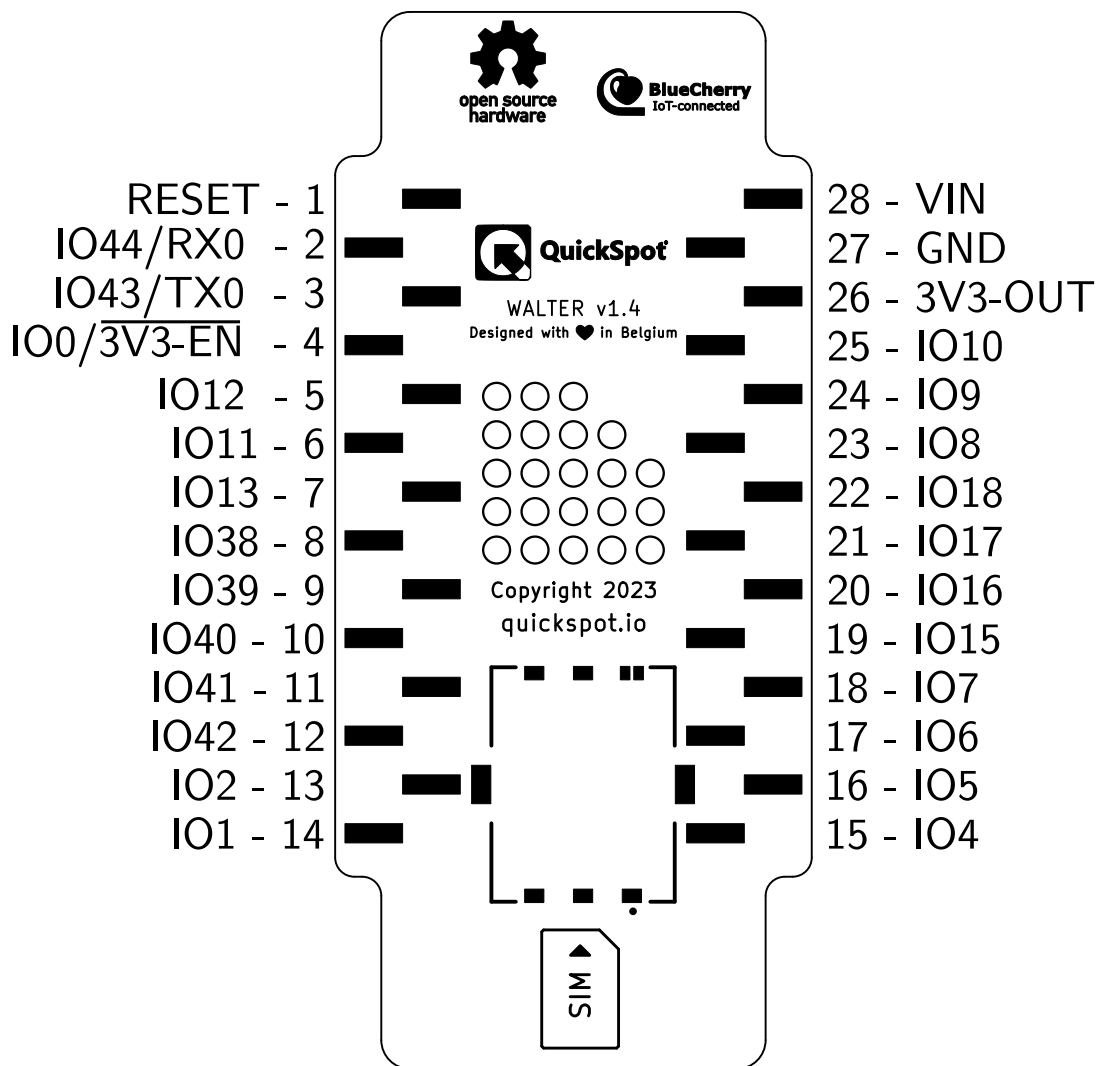 open source
hardware
BlueCherry
IoT-connected
RESET - 1
IO44/RX0 - 2
IO43/TX0 - 3
IO0/3V3-EN - 4
IO12 - 5
IO11 - 6
IO13 - 7
IO38 - 8
IO39 - 9
IO40 - 10
IO41 - 11
IO42 - 12
IO2 - 13
IO1 - 14
QuickSpot
WALTER v1.4
Designed with ♥ in Belgium
Copyright 2023
quickspot.io
SIM
28 - VIN
27 - GND
26 - 3V3-OUT
25 - IO10
24 - IO9
23 - IO8
22 - IO18
21 - IO17
20 - IO16
19 - IO15
18 - IO7
17 - IO6
16 - IO5
15 - IO4